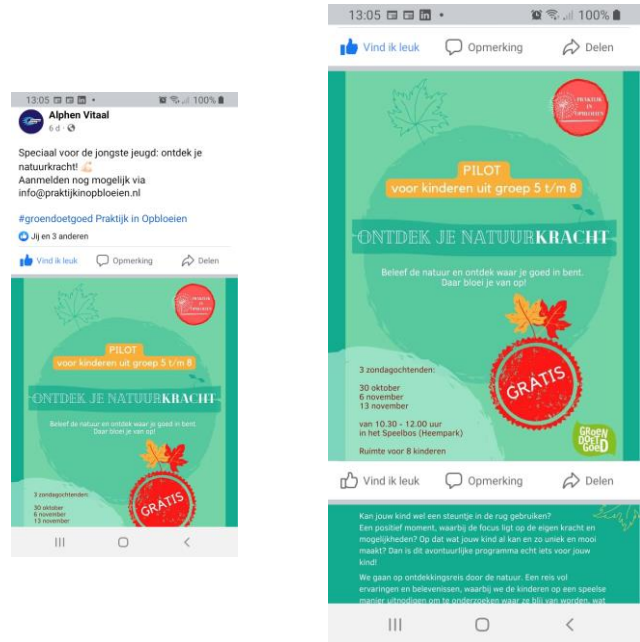 13:05
100%
Alphen Vitaal
6 d
Speciaal voor de jongste jeugd: ontdek je
natuurkracht!
Aanmelden nog mogelijk via
info@praktijkinopbloeien.nl
#groendoetgoed Praktijk in Opbloeien
Jij en 3 anderen
Vind ik leuk Opmerking Delen
PRAKTIJK
IN
OPBLOEIEN
PILOT
voor kinderen uit groep 5 t/m 8
ONTDEK JE NATUURKRACHT
Beleef de natuur en ontdek waar je goed in bent.
Daar bloei je van op!
3 zondagochtenden:
30 oktober
6 november
13 november
GRATIS
13:05
100%
Vind ik leuk Opmerking Delen
PRAKTIJK
IN
OPBLOEIEN
PILOT
voor kinderen uit groep 5 t/m 8
ONTDEK JE NATUURKRACHT
Beleef de natuur en ontdek waar je goed in bent.
Daar bloei je van op!
3 zondagochtenden:
30 oktober
6 november
13 november
GRATIS
van 10.30 - 12.00 uur
in het Speelbos (Heempark)
Ruimte voor 8 kinderen
GROEN
DOET
GOED
Vind ik leuk Opmerking Delen
Kan jouw kind wel een steuntje in de rug gebruiken?
Een positief moment, waarbij de focus ligt op de eigen kracht en
mogelijkheden? Op dat wat jouw kind al kan en zo uniek en mooi
maakt? Dan is dit avontuurlijke programma echt iets voor jouw
kind!
We gaan op ontdekkingsreis door de natuur. Een reis vol
ervaringen en belevenissen, waarbij we de kinderen op een speelse
manier uitnodigen om te onderzoeken waar ze blij van worden, wat